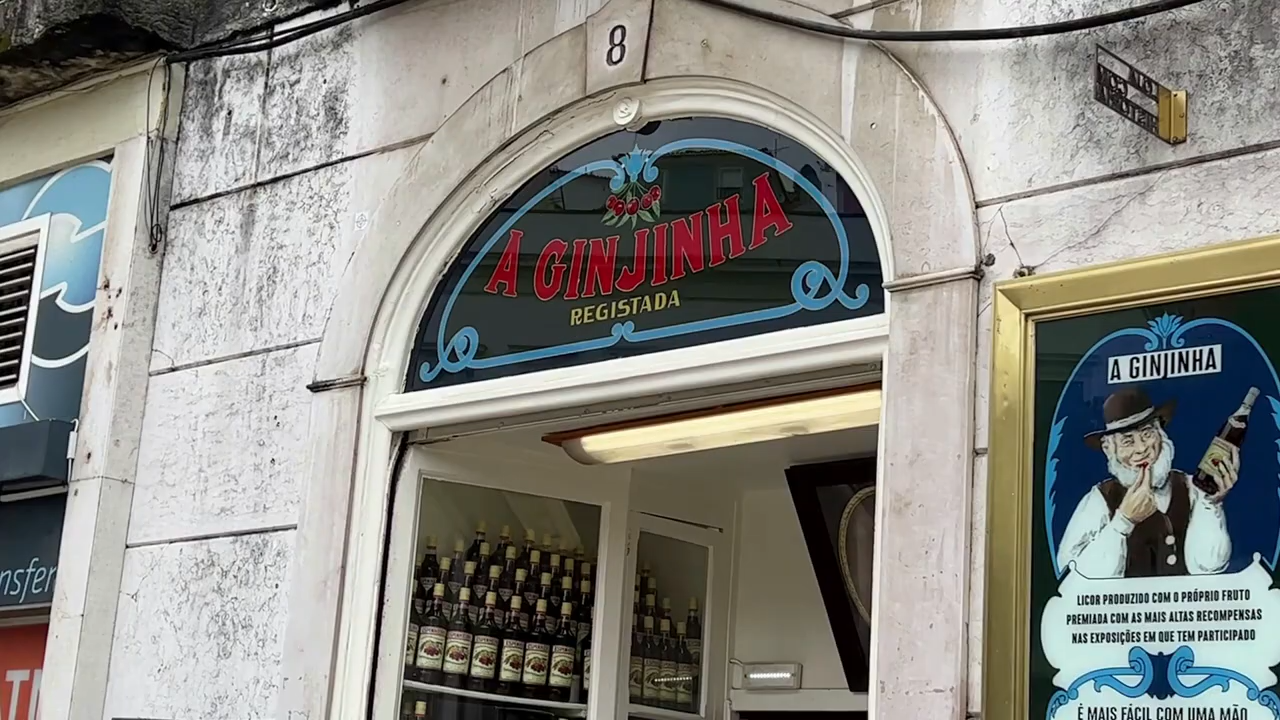 8
A GINJINHA
REGISTADA
A GINJINHA
LICOR PRODUZIDO COM O PRÓPRIO FRUTO
PREMIADA COM AS MAIS ALTAS RECOMPENSAS
NAS EXPOSIÇÕES EM QUE TEM PARTICIPADO
É MAIS FÁCIL COM UMA MÃO
nsfer